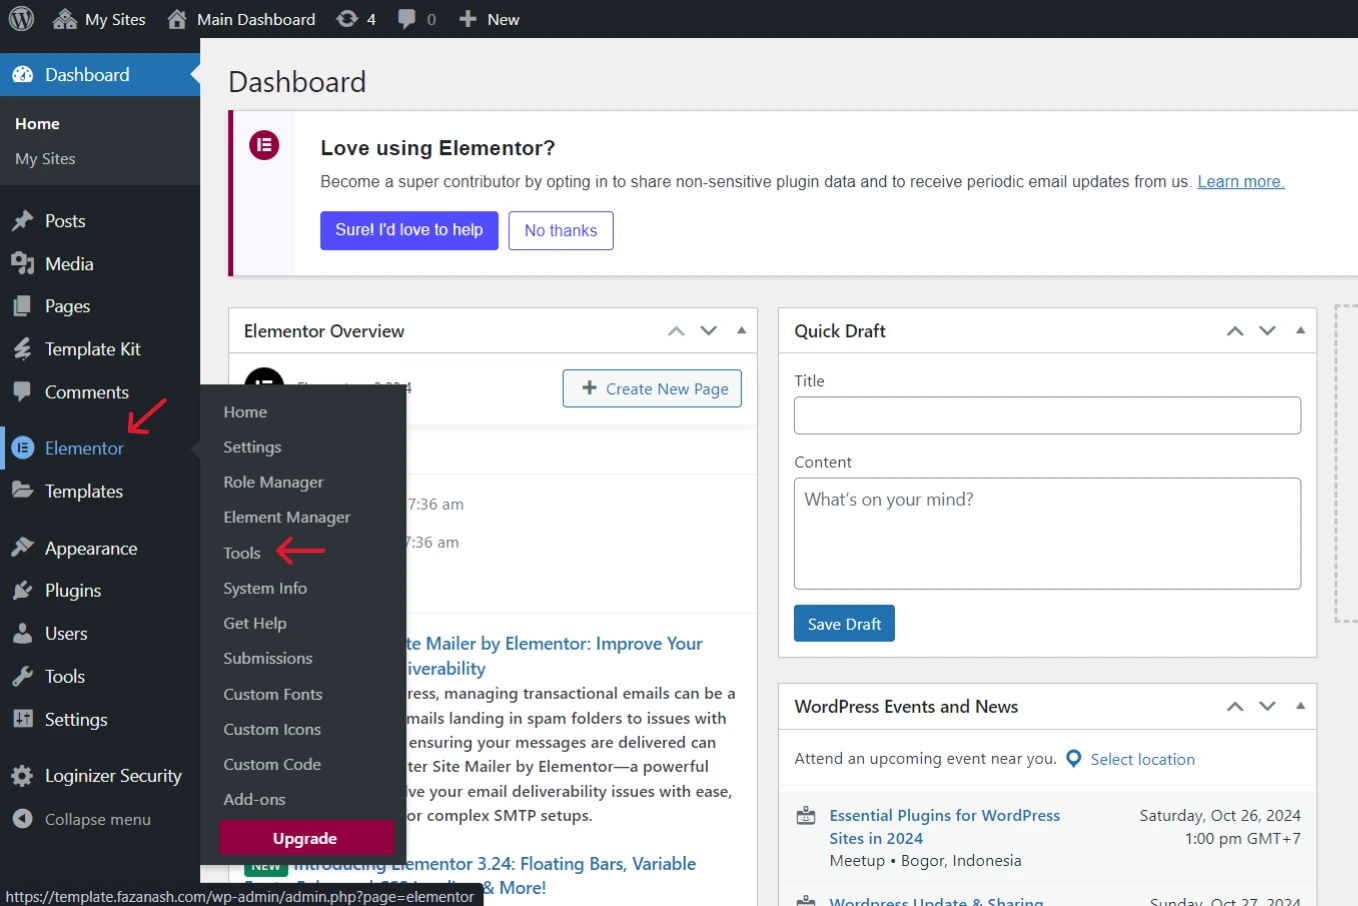 My Sites
Main Dashboard
4
0
New
Dashboard
Home
My Sites
Posts
Media
Pages
Template Kit
Comments
Elementor
Templates
Appearance
Plugins
Users
Tools
Settings
Loginizer Security
Collapse menu
Home
Settings
Role Manager
Element Manager
Tools
System Info
Get Help
Submissions
Custom Fonts
Custom Icons
Custom Code
Add-ons
Upgrade
Dashboard
Love using Elementor?
Become a super contributor by opting in to share non-sensitive plugin data and to receive periodic email updates from us. Learn more.
Sure! I'd love to help
No thanks
Elementor Overview
Create New Page
7:36 am
7:36 am
te Mailer by Elementor: Improve Your
liverability
ress, managing transactional emails can be a
mails landing in spam folders to issues with
ensuring your messages are delivered can
ter Site Mailer by Elementor—a powerful
ve your email deliverability issues with ease,
or complex SMTP setups.
NEW Introducing Elementor 3.24: Floating Bars, Variable
& More!
Quick Draft
Title
Content
What's on your mind?
Save Draft
WordPress Events and News
Attend an upcoming event near you. Select location
Essential Plugins for WordPress
Sites in 2024
Meetup • Bogor, Indonesia
Saturday, Oct 26, 2024
1:00 pm GMT+7
WordPress Update & Sharing
Sunday, Oct 27, 2024
https://template.fazanash.com/wp-admin/admin.php?page=elementor